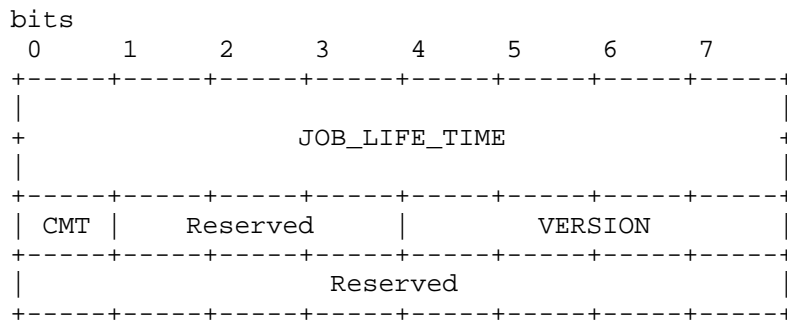 bits
0 1 2 3 4 5 6 7
+-----+-----+-----+-----+-----+-----+-----+-----+
| |
+ JOB_LIFE_TIME +
| |
+-----+-----+-----+-----+-----+-----+-----+-----+
| CMT | Reserved | VERSION |
+-----+-----+-----+-----+-----+-----+-----+-----+
| Reserved |
+-----+-----+-----+-----+-----+-----+-----+-----+